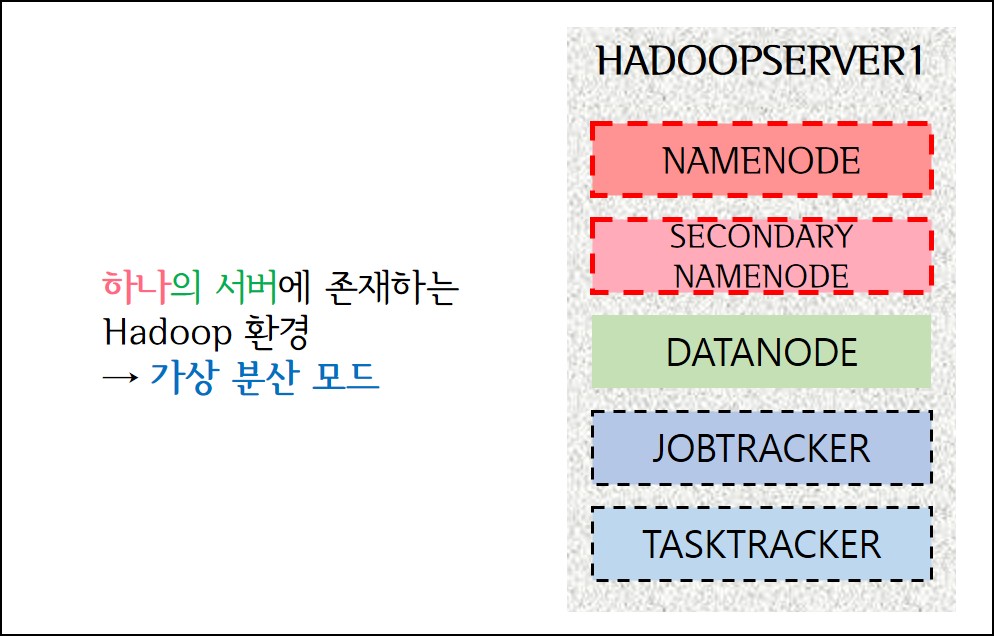 하나의 서버에 존재하는
Hadoop 환경
→ 가상 분산 모드
HADOOPSERVER1
NAMENODE
SECONDARY
NAMENODE
DATANODE
JOBTRACKER
TASKTRACKER